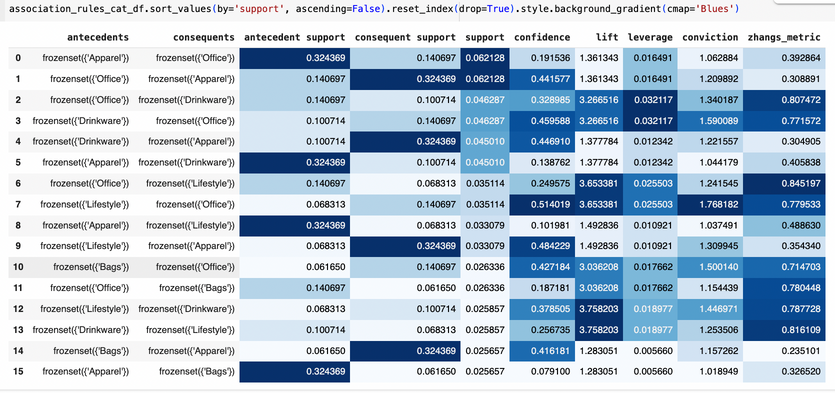 association_rules_cat_df.sort_values(by='support', ascending=False).reset_index(drop=True).style.background_gradient(cmap='Blues')
antecedents consequents antecedent support consequent support support confidence lift leverage conviction zhangs_metric
0 frozenset({'Apparel'}) frozenset({'Office'}) 0.324369 0.140697 0.062128 0.191536 1.361343 0.016491 1.062884 0.392864
1 frozenset({'Office'}) frozenset({'Apparel'}) 0.140697 0.324369 0.062128 0.441577 1.361343 0.016491 1.209892 0.308891
2 frozenset({'Office'}) frozenset({'Drinkware'}) 0.140697 0.100714 0.046287 0.328985 3.266516 0.032117 1.340187 0.807472
3 frozenset({'Drinkware'}) frozenset({'Office'}) 0.100714 0.140697 0.046287 0.459588 3.266516 0.032117 1.590089 0.771572
4 frozenset({'Drinkware'}) frozenset({'Apparel'}) 0.100714 0.324369 0.045010 0.446910 1.377784 0.012342 1.221557 0.304905
5 frozenset({'Apparel'}) frozenset({'Drinkware'}) 0.324369 0.100714 0.045010 0.138762 1.377784 0.012342 1.044179 0.405838
6 frozenset({'Office'}) frozenset({'Lifestyle'}) 0.140697 0.068313 0.035114 0.249575 3.653381 0.025503 1.241545 0.845197
7 frozenset({'Lifestyle'}) frozenset({'Office'}) 0.068313 0.140697 0.035114 0.514019 3.653381 0.025503 1.768182 0.779533
8 frozenset({'Apparel'}) frozenset({'Lifestyle'}) 0.324369 0.068313 0.033079 0.101981 1.492836 0.010921 1.037491 0.488630
9 frozenset({'Lifestyle'}) frozenset({'Apparel'}) 0.068313 0.324369 0.033079 0.484229 1.492836 0.010921 1.309945 0.354340
10 frozenset({'Bags'}) frozenset({'Office'}) 0.061650 0.140697 0.026336 0.427184 3.036208 0.017662 1.500140 0.714703
11 frozenset({'Office'}) frozenset({'Bags'}) 0.140697 0.061650 0.026336 0.187181 3.036208 0.017662 1.154439 0.780448
12 frozenset({'Lifestyle'}) frozenset({'Drinkware'}) 0.068313 0.100714 0.025857 0.378505 3.758203 0.018977 1.446971 0.787728
13 frozenset({'Drinkware'}) frozenset({'Lifestyle'}) 0.100714 0.068313 0.025857 0.256735 3.758203 0.018977 1.253506 0.816109
14 frozenset({'Bags'}) frozenset({'Apparel'}) 0.061650 0.324369 0.025657 0.416181 1.283051 0.005660 1.157262 0.235101
15 frozenset({'Apparel'}) frozenset({'Bags'}) 0.324369 0.061650 0.025657 0.079100 1.283051 0.005660 1.018949 0.326520